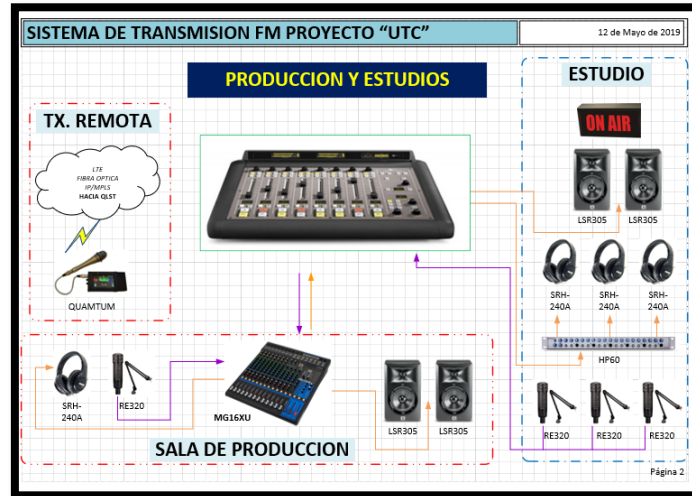 SISTEMA DE TRANSMISION FM PROYECTO “UTC”
12 de Mayo de 2019
PRODUCCION Y ESTUDIOS
ESTUDIO
TX. REMOTA
ON AIR
LTE
FIBRA OPTICA
IP/MPLS
HACIA QLST
LSR305
LSR305
QUAMTUM
SRH-
240A
SRH-
240A
SRH-
240A
HP60
SRH-
240A
RE320
MG16XU
LSR305
LSR305
RE320
RE320
RE320
SALA DE PRODUCCION
Página 2